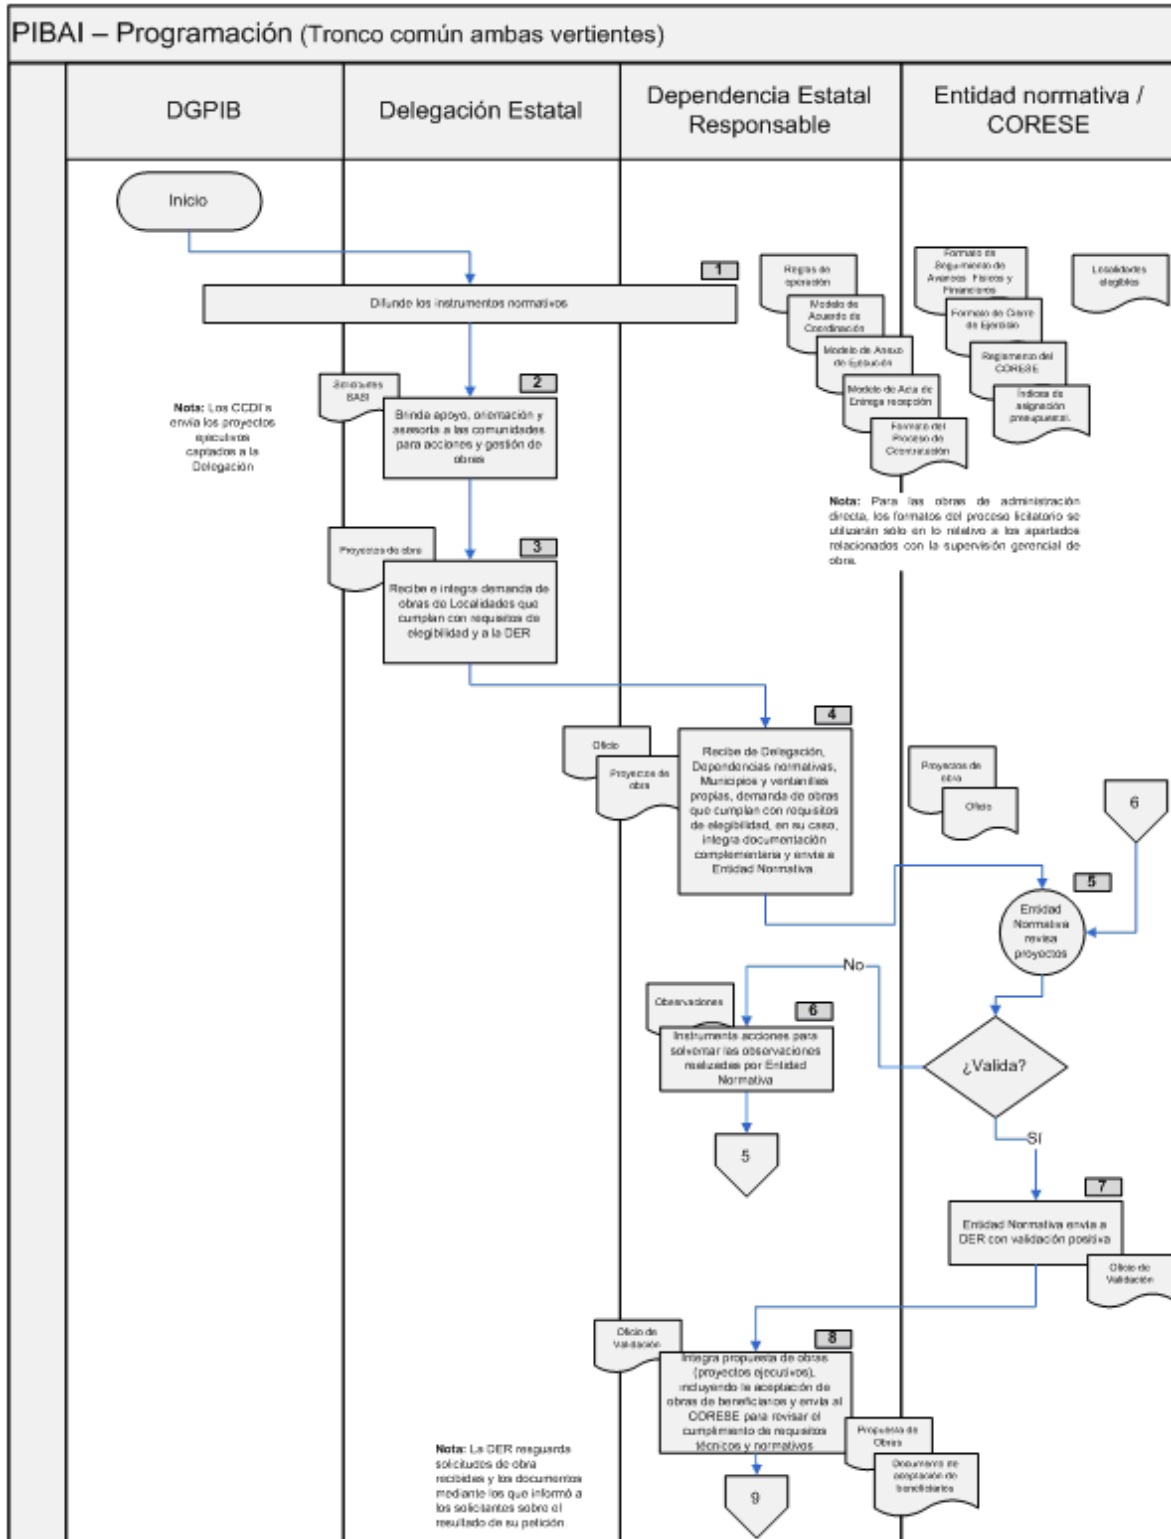 PIBAI – Programación (Tronco común ambas vertientes)
DGPIB
Delegación Estatal
Dependencia Estatal
Responsable
Entidad normativa /
CORESE
Inicio
1
Difunde los instrumentos normativos
Reglas de
operación
Modelo de
Acuerdo de
Coordinación
Modelo de Anexo
de Ejecución
Modelo de Acta de
Entrega recepción
Formato del
Proceso de
Ccontratación
Formato de
Seguimiento de
Avances Físicos y
Financieros
Formato de Cierre
de Ejercicio
Reglamento del
CORESE
Índices de
asignación
presupuestal.
Localidades
elegibles
Nota: Para las obras de administración
directa, los formatos del proceso licitatorio se
utilizarán sólo en lo relativo a los apartados
relacionados con la supervisión gerencial de
obra.
Nota: Los CCDI's
envía los proyectos
ejecutivos
captados a la
Delegación
2
SASI
Brinda apoyo, orientación y
asesoría a las comunidades
para acciones y gestión de
obras
3
Proyectos de obra
Recibe e integra demanda de
obras de Localidades que
cumplan con requisitos de
elegibilidad y a la DER
4
Oficio
Proyectos de
obra
Recibe de Delegación,
Dependencias normativas,
Municipios y ventanillas
propias, demanda de obras
que cumplan con requisitos
de elegibilidad, en su caso,
integra documentación
complementaria y envía a
Entidad Normativa.
Proyectos de
obra
Oficio
6
5
Entidad
Normativa
revisa
proyectos
No
¿Valida?
Sí
Observaciones
6
Instrumenta acciones para
solventar las observaciones
realizadas por Entidad
Normativa
5
7
Entidad Normativa envía a
DER con validación positiva
Oficio de
Validación
Oficio de
Validación
8
Integra propuesta de obras
(proyectos ejecutivos),
incluyendo la aceptación de
obras de beneficiarios y envía al
CORESE para revisar el
cumplimiento de requisitos
técnicos y normativos
Propuesta de
Obras
Documento de
aceptación de
beneficiarios
9
Nota: La DER resguarda
solicitudes de obra
recibidas y los documentos
mediante los que informó a
los solicitantes sobre el
resultado de su petición.